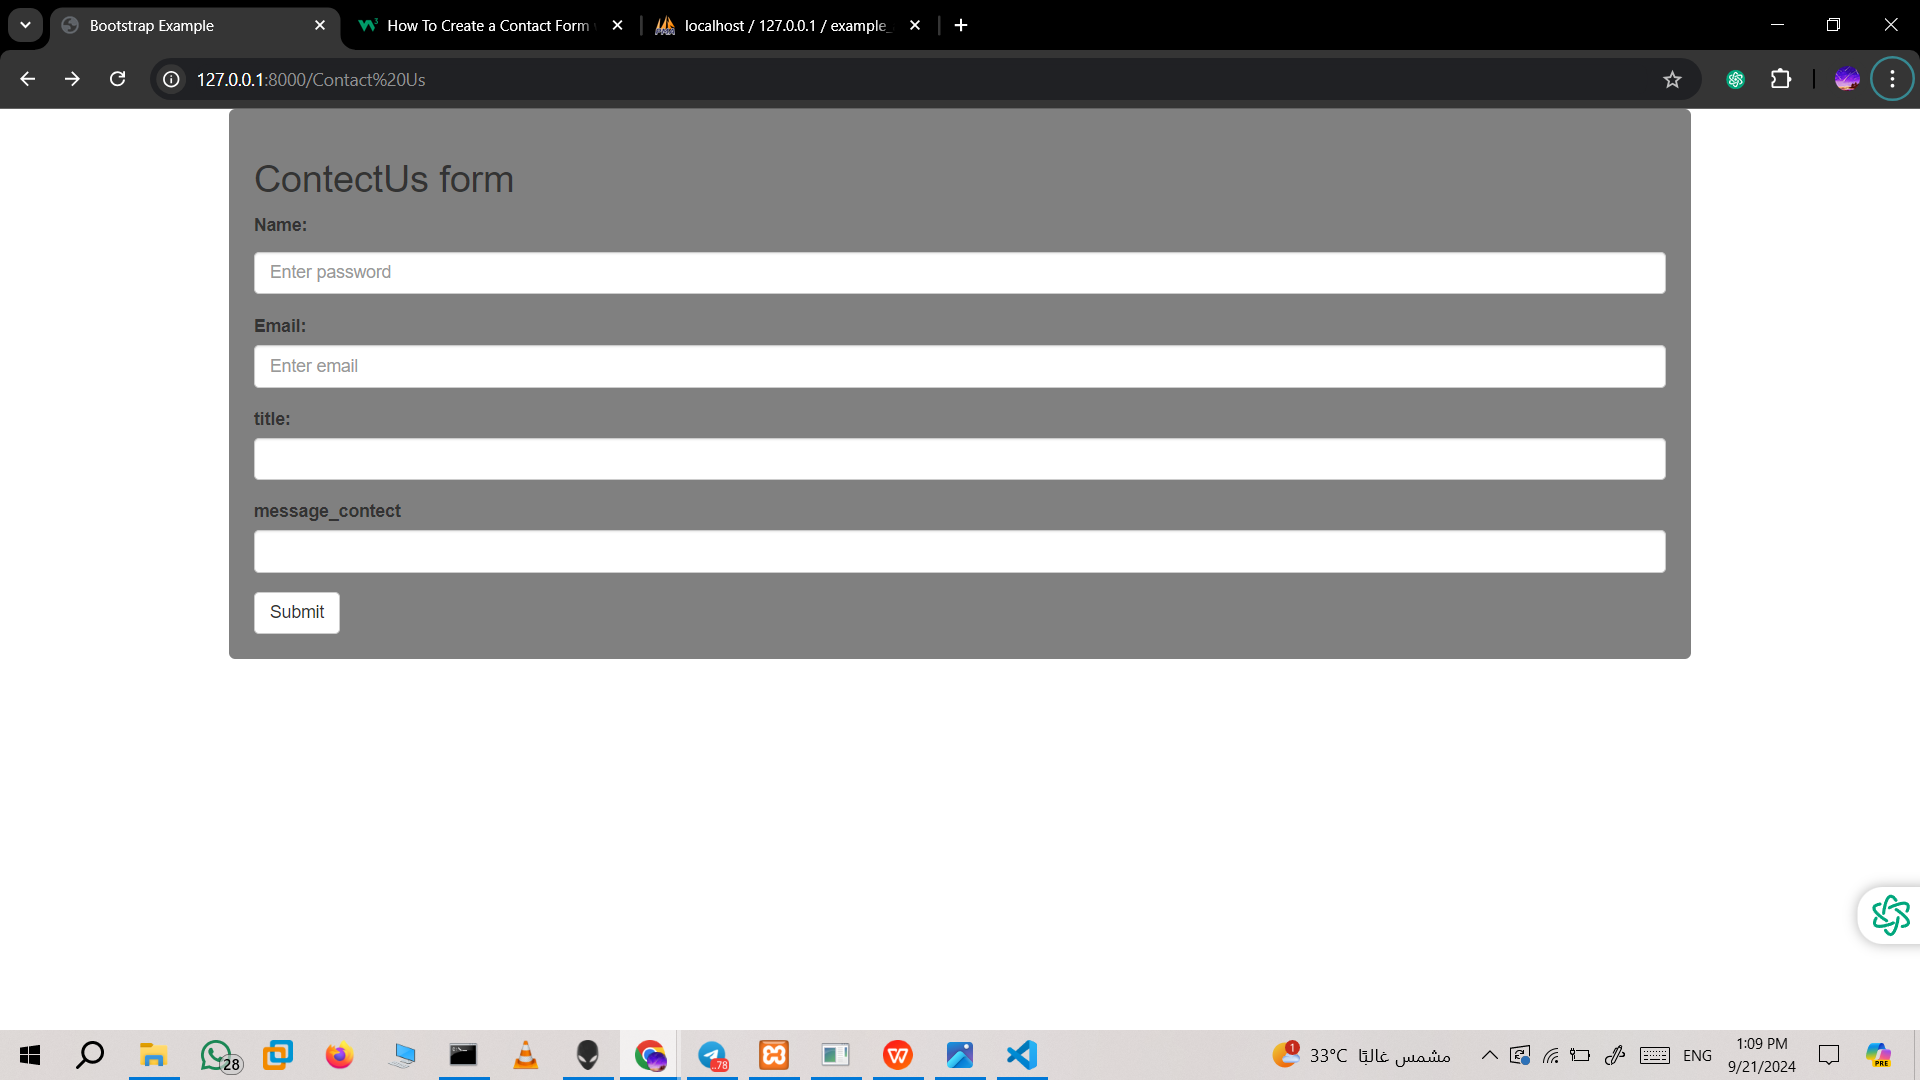 Bootstrap Example
How To Create a Contact Form
localhost / 127.0.0.1 / example_
127.0.0.1:8000/Contact%20Us
ContectUs form
Name:
Enter password
Email:
Enter email
title:
message_contect
Submit
28
..78
1
33°C مشمس غالبًا
ENG
1:09 PM
9/21/2024
PRE